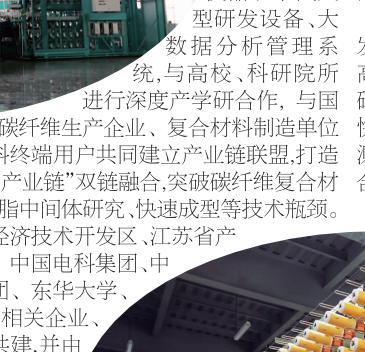 型研发设备、大
数据分析管理系
统,与高校、科研院所
进行深度产学研合作, 与国
碳纤维生产企业、复合材料制造单位
料终端用户共同建立产业链联盟,打造
产业链”双链融合,突破碳纤维复合材
脂中间体研究、快速成型等技术瓶颈。
经济技术开发区、江苏省产
中国电科集团、中
团、东华大学、
相关企业、
共建,并由
发
高